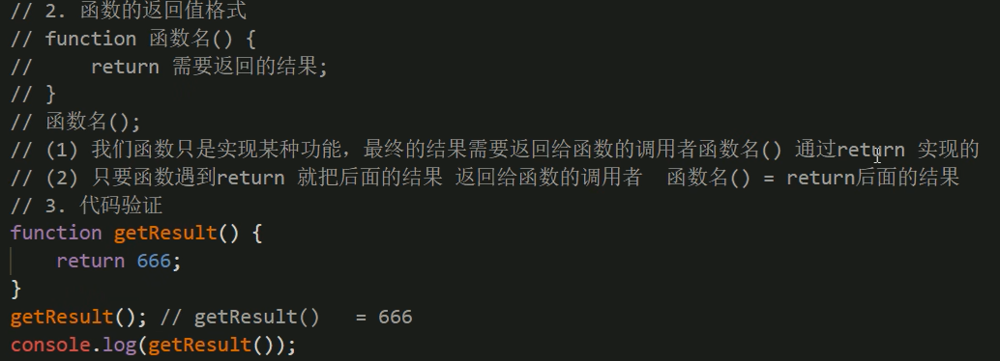 // 2. 函数的返回值格式
// function 函数名() {
//     return 需要返回的结果;
// }
// 函数名();
// (1) 我们函数只是实现某种功能，最终的结果需要返回给函数的调用者函数名() 通过return 实现的
// (2) 只要函数遇到return 就把后面的结果 返回给函数的调用者  函数名() = return后面的结果
// 3. 代码验证
function getResult() {
    return 666;
}
getResult(); // getResult()   = 666
console.log(getResult());